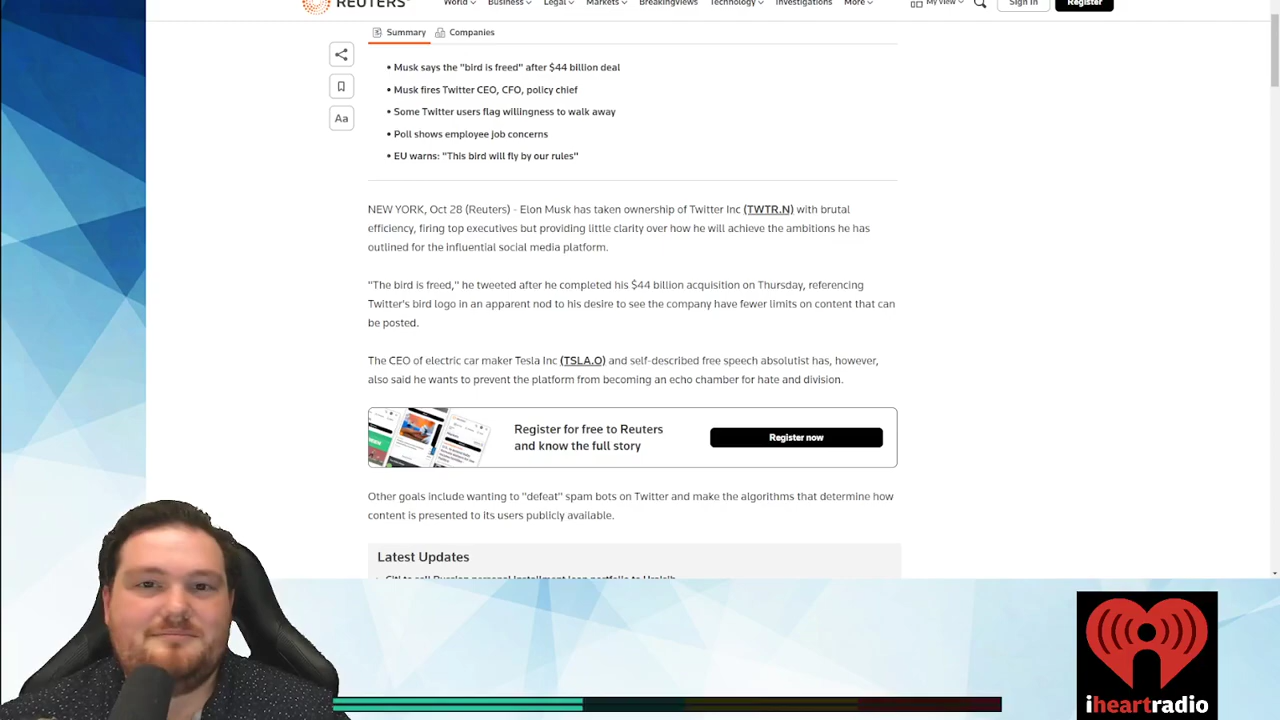 REUTERS
World Business Legal Markets BreakingViews Technology Investigations More My View Sign In Register
Summary Companies
Aa
• Musk says the "bird is freed" after $44 billion deal
• Musk fires Twitter CEO, CFO, policy chief
• Some Twitter users flag willingness to walk away
• Poll shows employee job concerns
• EU warns: "This bird will fly by our rules"
NEW YORK, Oct 28 (Reuters) - Elon Musk has taken ownership of Twitter Inc (TWTR.N) with brutal
efficiency, firing top executives but providing little clarity over how he will achieve the ambitions he has
outlined for the influential social media platform.
"The bird is freed," he tweeted after he completed his $44 billion acquisition on Thursday, referencing
Twitter's bird logo in an apparent nod to his desire to see the company have fewer limits on content that can
be posted.
The CEO of electric car maker Tesla Inc (TSLA.O) and self-described free speech absolutist has, however,
also said he wants to prevent the platform from becoming an echo chamber for hate and division.
Register for free to Reuters
and know the full story
Register now
Other goals include wanting to "defeat" spam bots on Twitter and make the algorithms that determine how
content is presented to its users publicly available.
Latest Updates
Citi to sell Russian personal installment loan portfolio to Uralsib
iheartradio